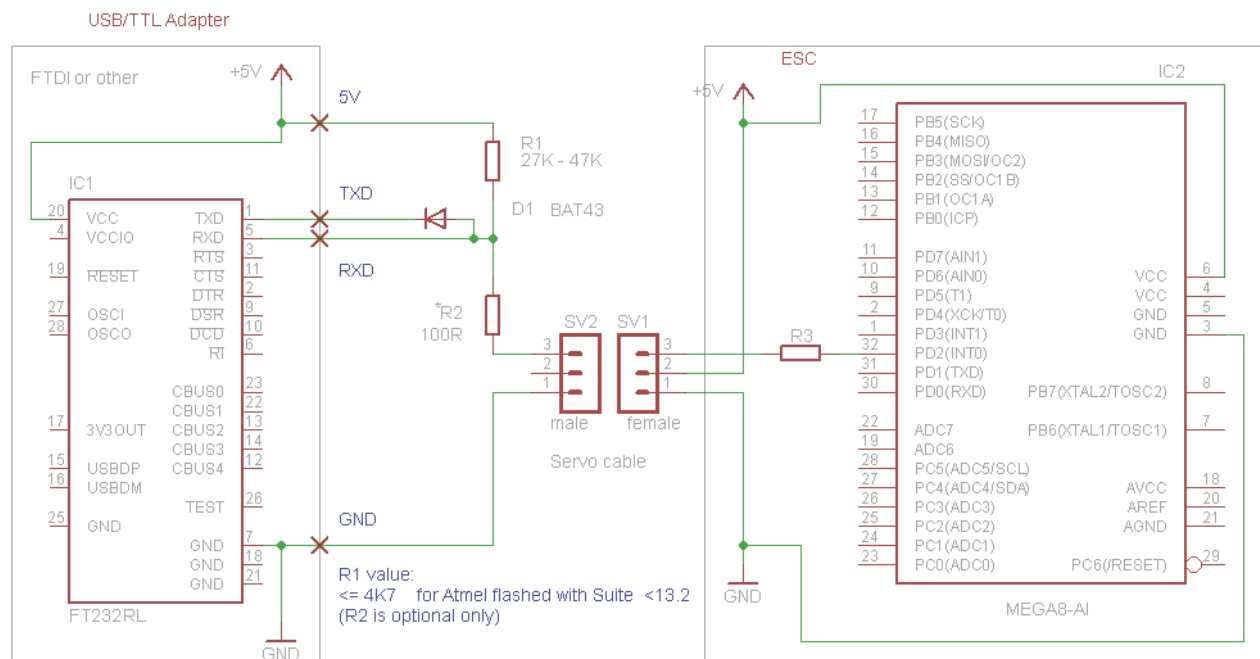 USB/TTL Adapter
FTDI or other
+5V
5V
IC1
TXD
RXD
20 VCC
4 VCCIO
19 RESET
27 OSCI
28 OSCO
17 3V3OUT
15 USBDP
16 USBDM
25 GND
TXD 1
RXD 5
RTS 3
CTS 11
DTR 2
DSR 9
DCD 10
RI 6
CBUS0 23
CBUS1 22
CBUS2 13
CBUS3 14
CBUS4 12
TEST 26
GND 7
GND 18
GND 21
FT232RL
GND
GND
R1
27K - 47K
D1 BAT43
*R2
100R
SV2 SV1
3 3
2 2
1 1
male female
Servo cable
R1 value:
<= 4K7 for Atmel flashed with Suite <13.2
(R2 is optional only)
ESC
+5V
IC2
R3
GND
17 PB5(SCK)
16 PB4(MISO)
15 PB3(MOSI/OC2)
14 PB2(SS/OC1B)
13 PB1(OC1A)
12 PB0(ICP)
11 PD7(AIN1)
10 PD6(AIN0)
9 PD5(T1)
2 PD4(XCK/T0)
1 PD3(INT1)
32 PD2(INT0)
31 PD1(TXD)
30 PD0(RXD)
22 ADC7
19 ADC6
28 PC5(ADC5/SCL)
27 PC4(ADC4/SDA)
26 PC3(ADC3)
25 PC2(ADC2)
24 PC1(ADC1)
23 PC0(ADC0)
VCC 6
VCC 4
GND 5
GND 3
PB7(XTAL2/TOSC2) 8
PB6(XTAL1/TOSC1) 7
AVCC 18
AREF 20
AGND 21
PC6(/RESET) 29
MEGA8-AI